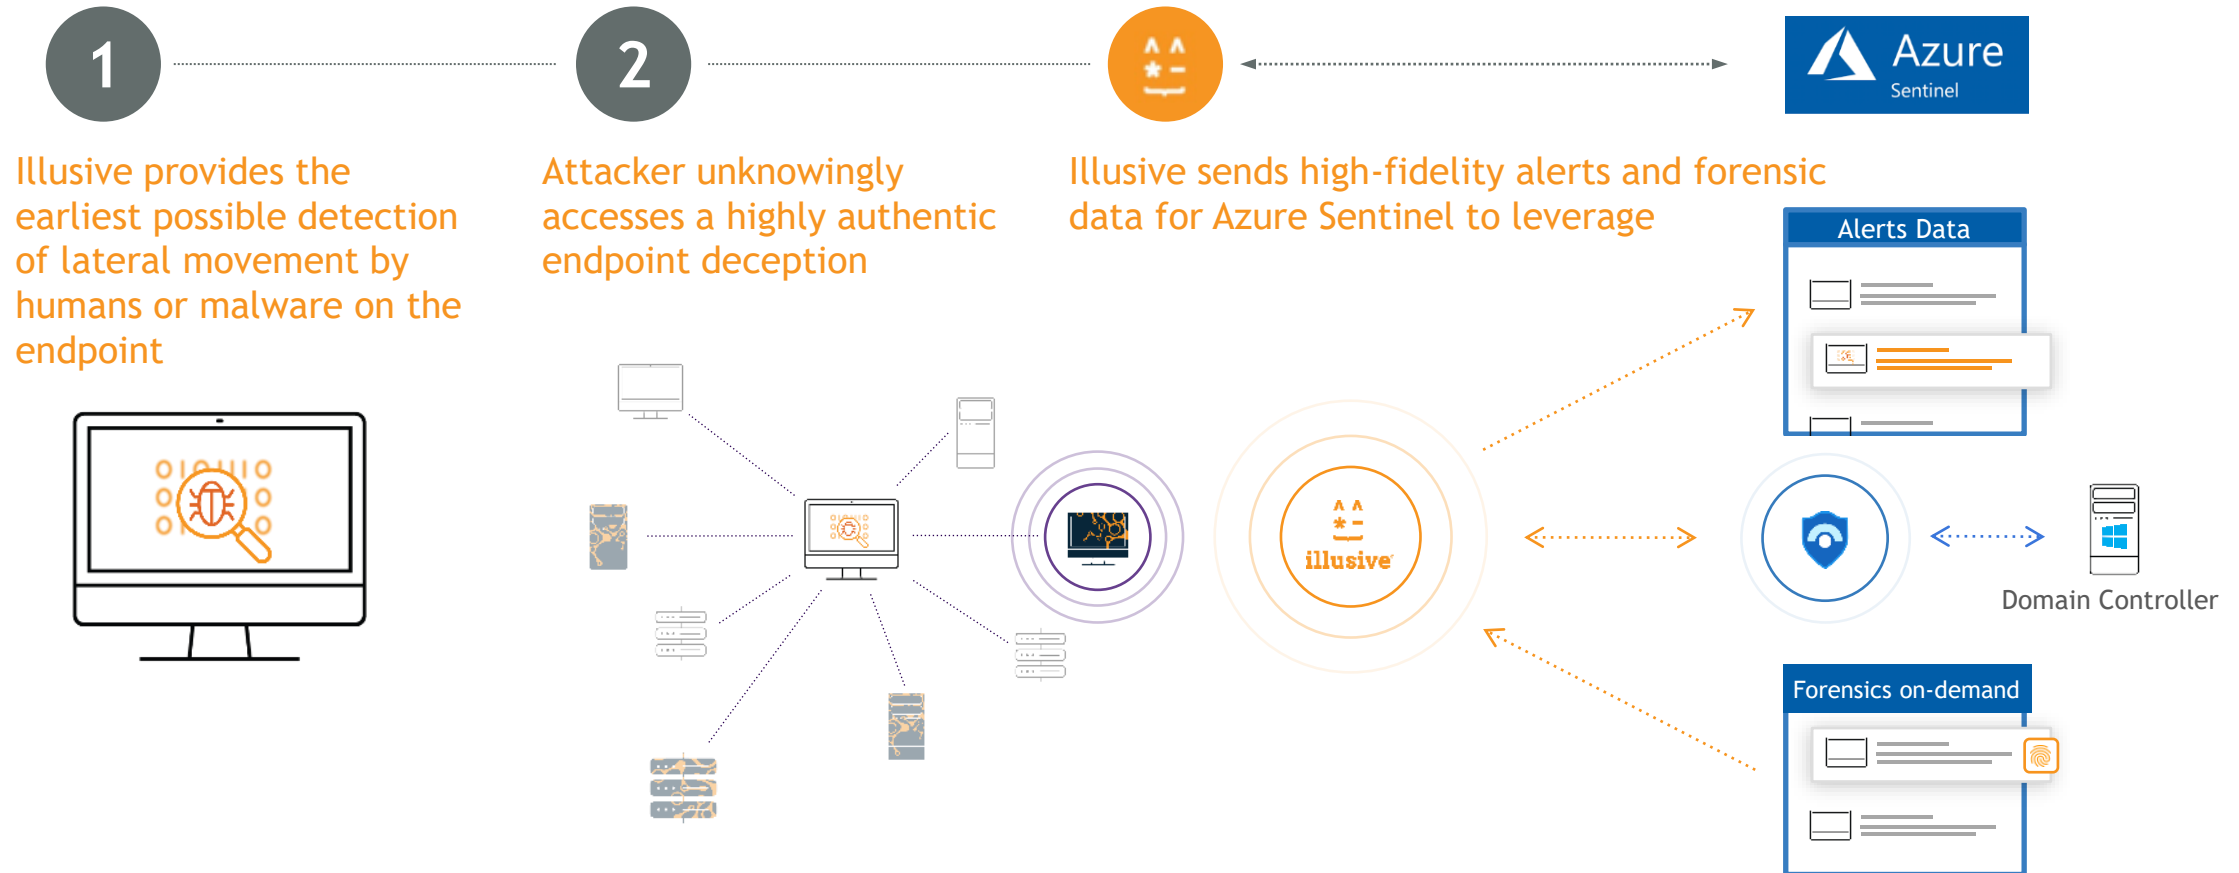 1
2
Azure
Sentinel
Illusive provides the
earliest possible detection
of lateral movement by
humans or malware on the
endpoint
Attacker unknowingly
accesses a highly authentic
endpoint deception
Illusive sends high-fidelity alerts and forensic
data for Azure Sentinel to leverage
Alerts Data
illusive
Domain Controller
Forensics on-demand